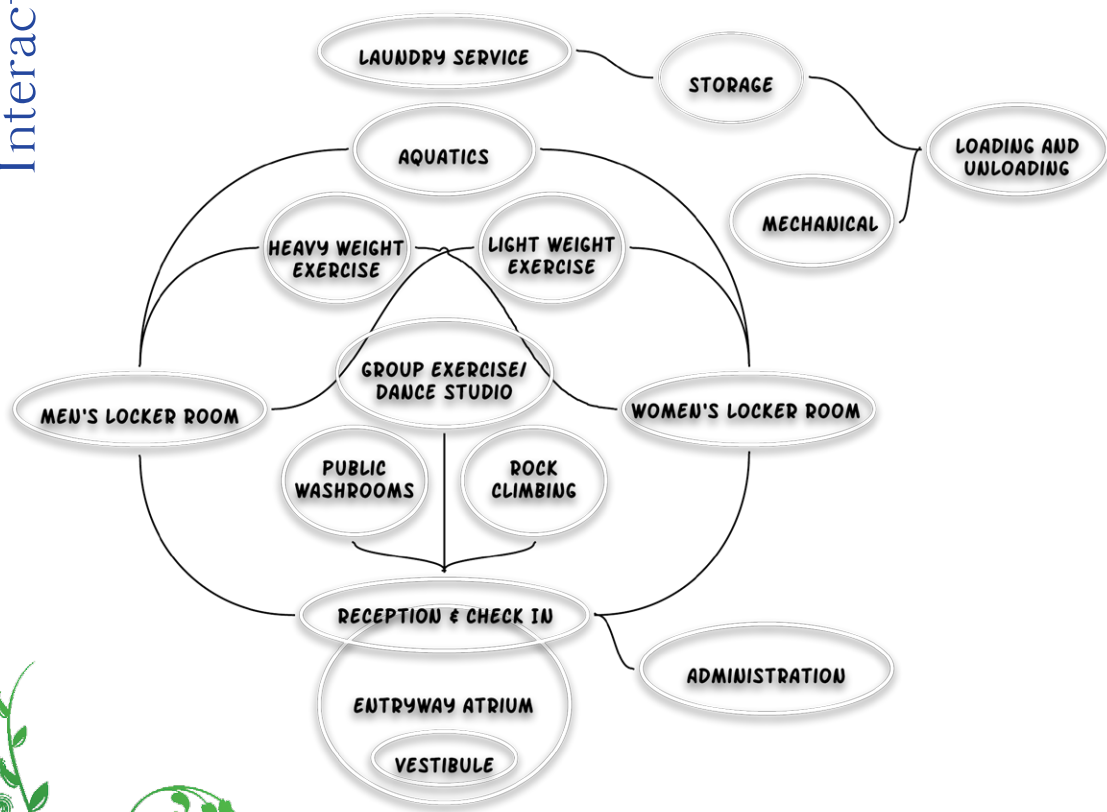 Interac
LAUNDRY SERVICE
STORAGE
AQUATICS
LOADING AND
UNLOADING
MECHANICAL
HEAVY WEIGHT
EXERCISE
LIGHT WEIGHT
EXERCISE
GROUP EXERCISE/
DANCE STUDIO
MEN'S LOCKER ROOM
WOMEN'S LOCKER ROOM
PUBLIC
WASHROOMS
ROCK
CLIMBING
RECEPTION & CHECK IN
ADMINISTRATION
ENTRYWAY ATRIUM
VESTIBULE